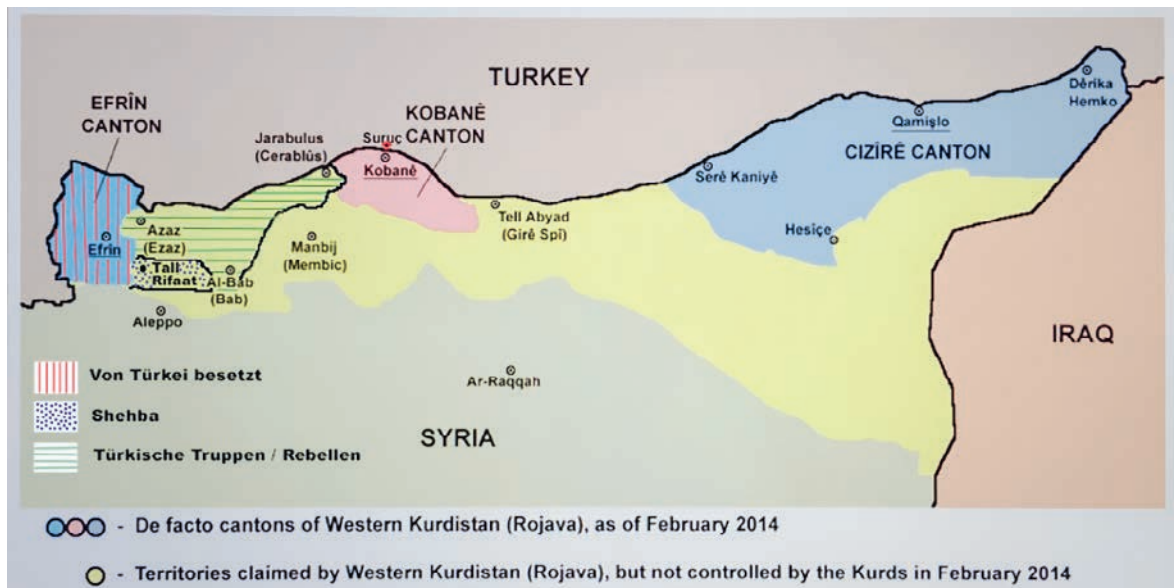 TURKEY
EFRÎN
CANTON
KOBANÊ
CANTON
Jarabulus
(Cerablûs)
Suruç
Kobanê
Dêrika
Hemko
Qamişlo
CIZÎRÊ CANTON
Serê Kaniyê
Tell Abyad
(Girê Spî)
Azaz
(Ezaz)
Efrîn
Manbij
(Membic)
Hesiçe
Tall
Rifaat
Al-Bab
(Bab)
Aleppo
IRAQ
Ar-Raqqah
SYRIA
Von Türkei besetzt
Shehba
Türkische Truppen / Rebellen
- De facto cantons of Western Kurdistan (Rojava), as of February 2014
- Territories claimed by Western Kurdistan (Rojava), but not controlled by the Kurds in February 2014